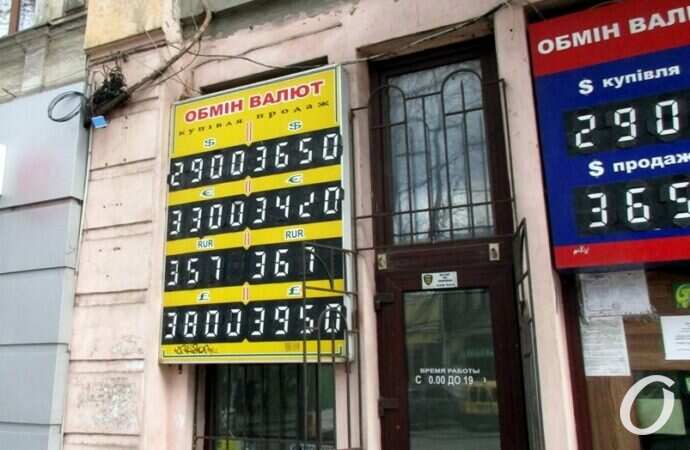 ОБМІН ВАЛЮТ
купівля продаж
$ $
2900 3650
€ €
3300 3420
RUR RUR
357 367
£ £
3800 3950
ВРЕМЯ РАБОТЫ
С 0.00 ДО 19
ОБМІН ВАЛЮ
$ купівля
290
$ продаж
365